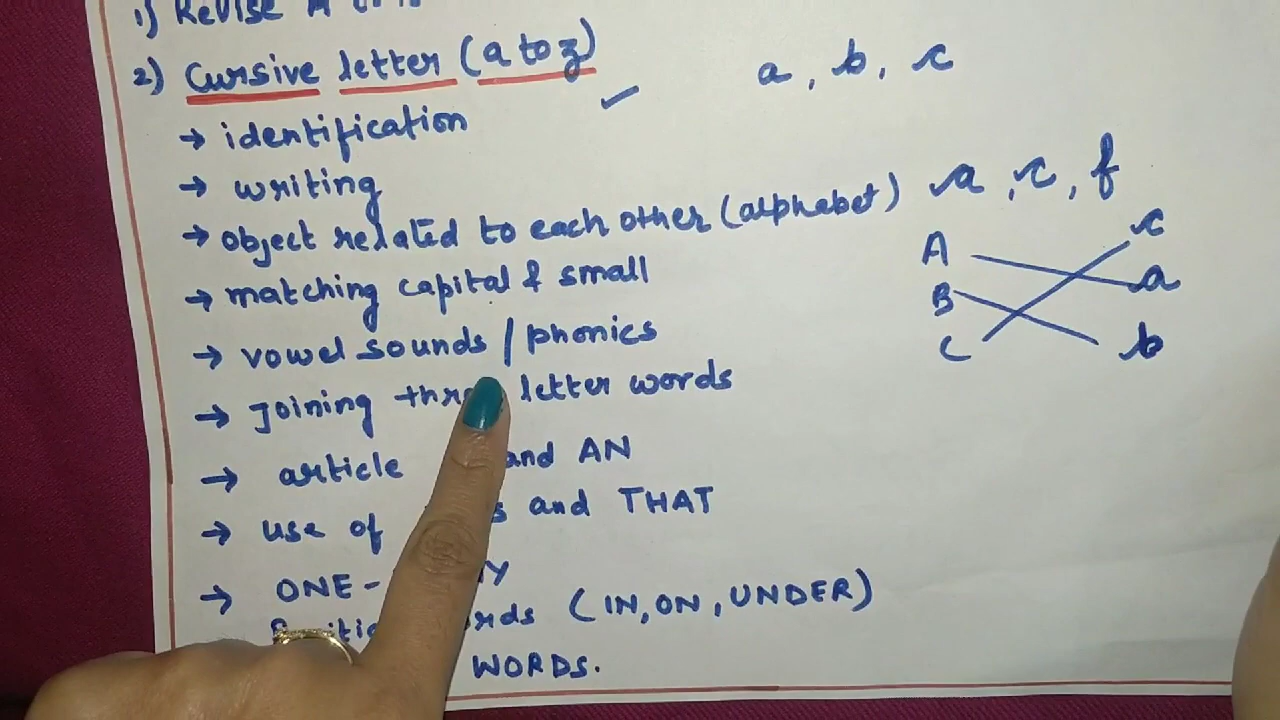 1) Revise A
2) Cursive letter (a to z)
a, b, c
→ identification ✓
→ writing
→ object related to each other (alphabet) a, c, f
→ matching capital & small
A c
B a
C b
→ vowel sounds / phonics
→ Joining letter words
→ article and AN
→ use of and THAT
→ ONE-
(IN, ON, UNDER)
WORDS.